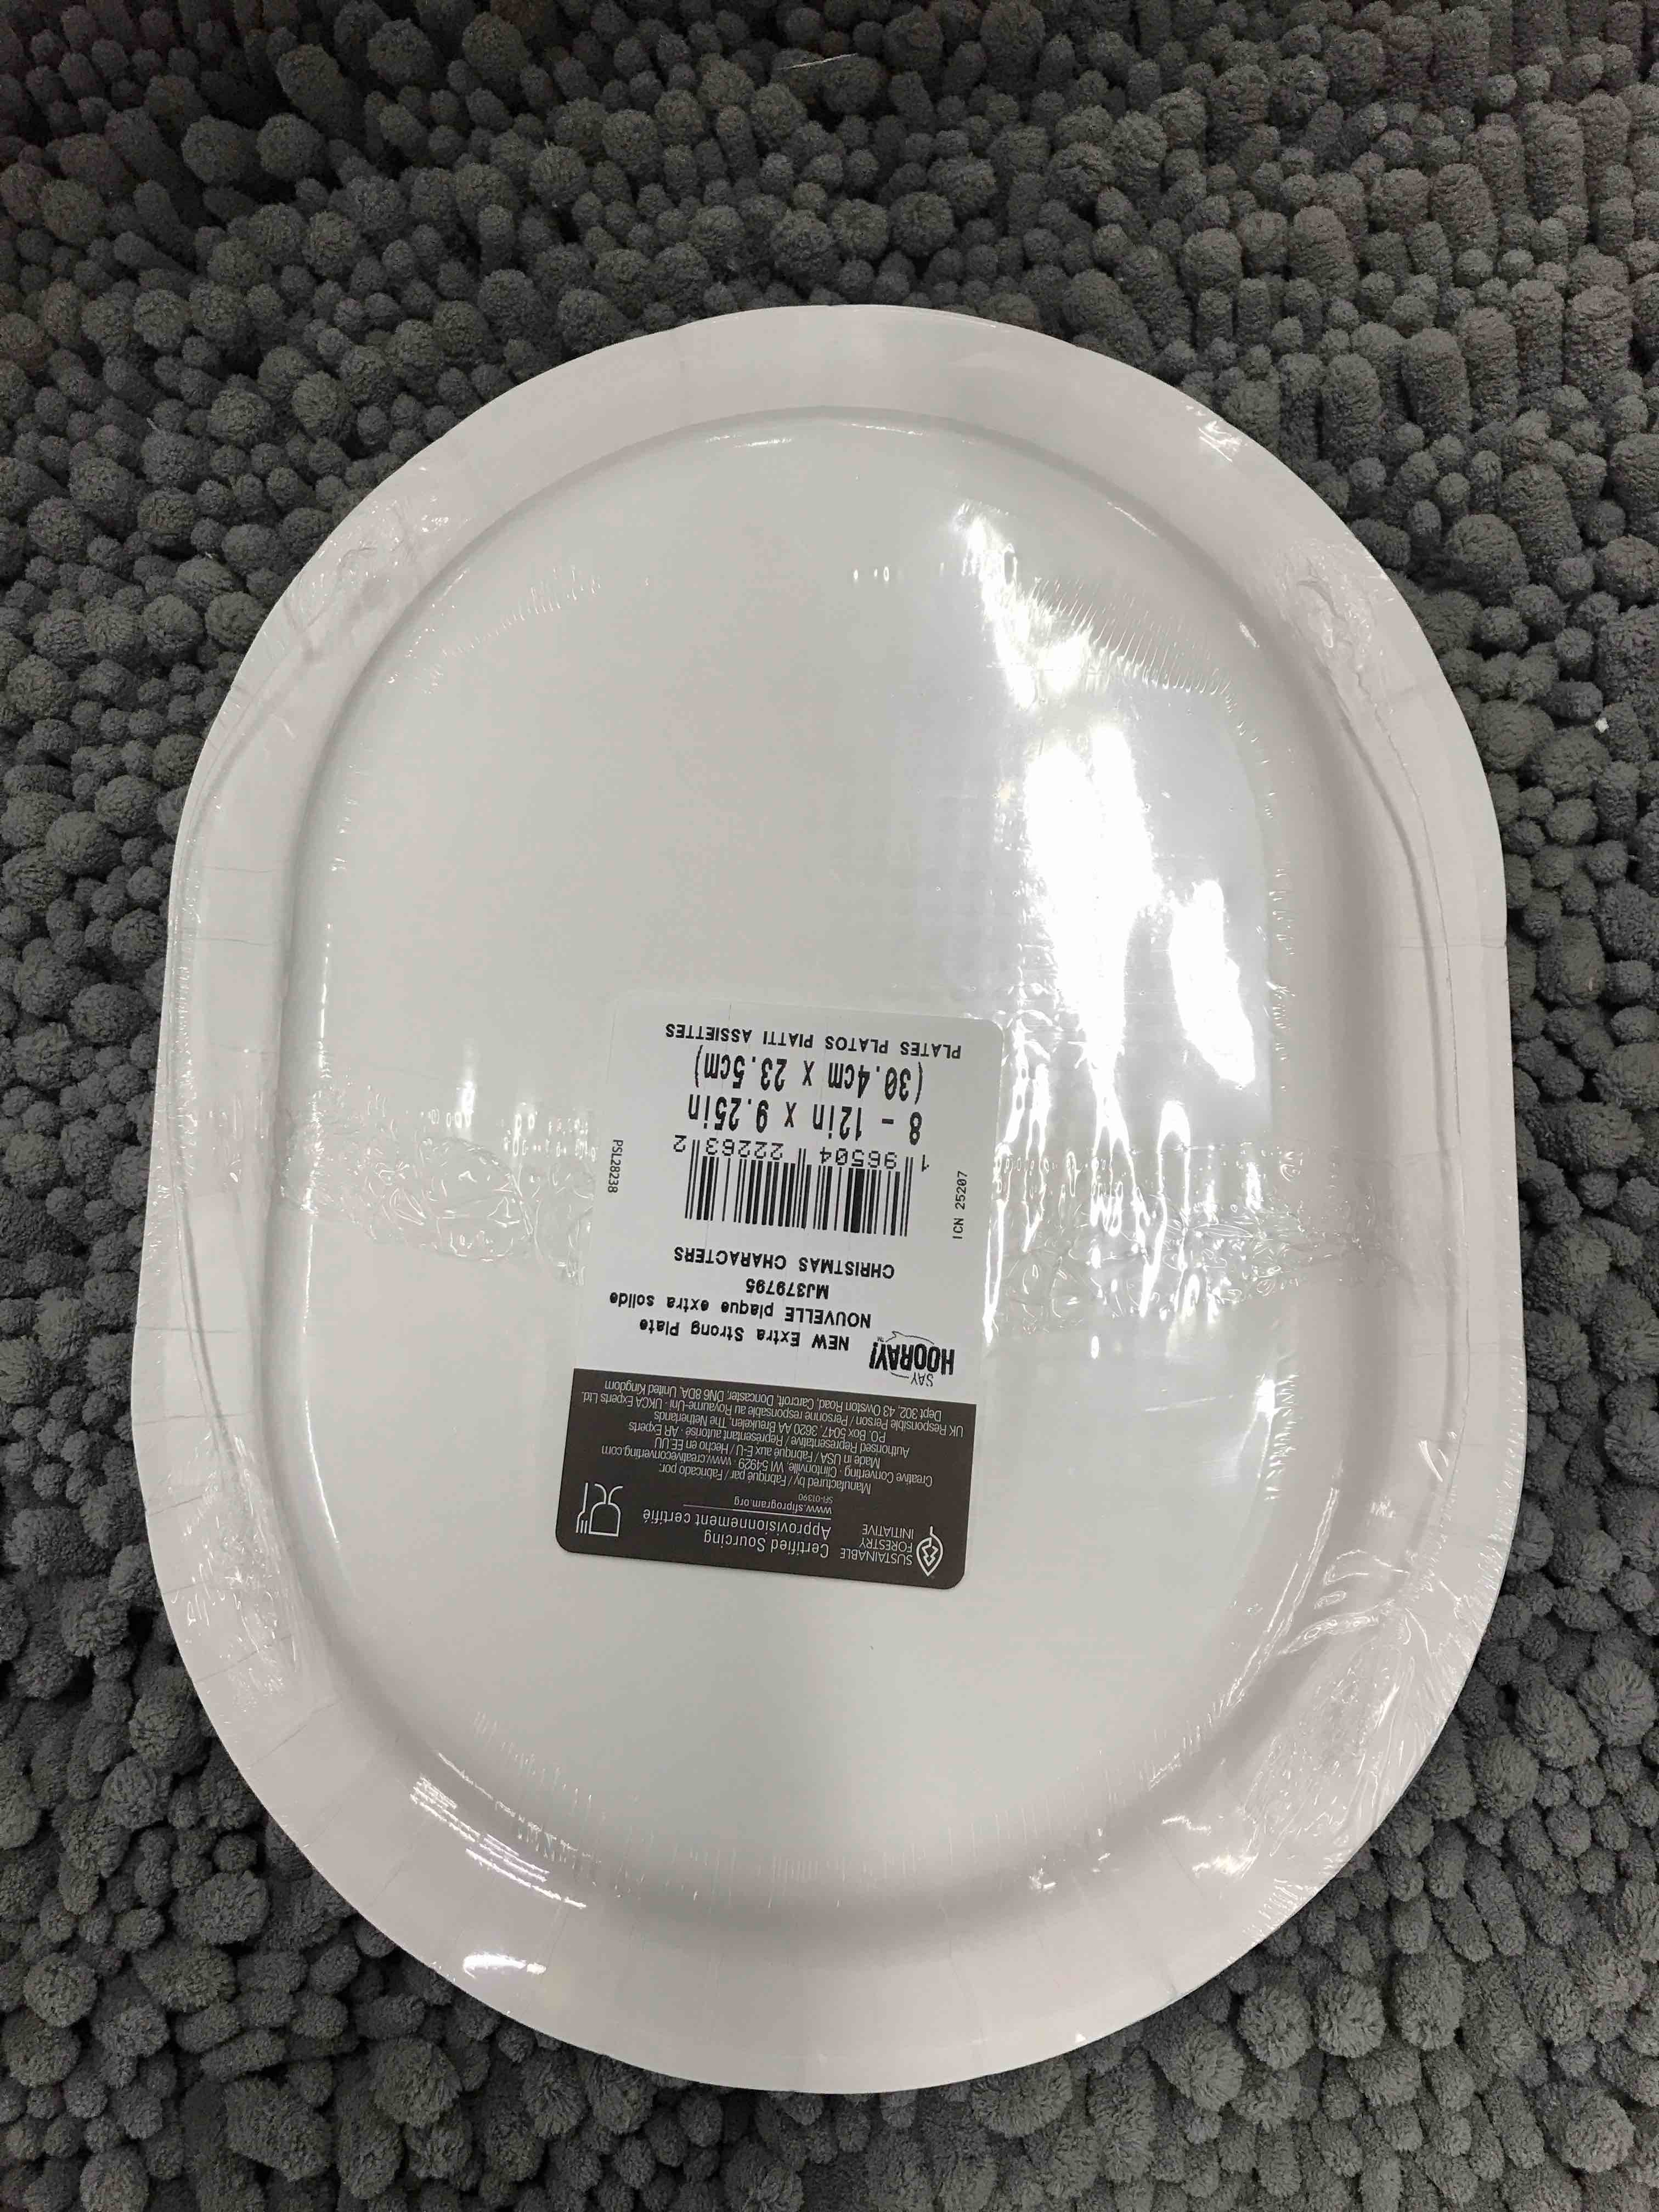 SUSTAINABLE
FORESTRY
INITIATIVE
Certified Sourcing
Approvisionnement certifié
www.sfiprogram.org
SFI-01390
Manufactured by / Fabriqué par / Fabricado por:
Creative Converting · Clintonville, WI 54929 · www.creativeconverting.com
Made in USA / Fabriqué aux E-U / Hecho en EE.UU
Authorised Representative / Représentant autorisé · AR Experts
P.O. Box 5047, 3620 AA Breukelen, The Netherlands
UK Responsible Person / Personne responsable au Royaume-Uni · UKCA Experts Ltd.
Dept 302, 43 Owston Road, Carcroft, Doncaster, DN6 8DA, United Kingdom
SAY
HOORAY!™
NEW Extra Strong Plate
NOUVELLE plaque extra solide
MJ379795
CHRISTMAS CHARACTERS
ICN 25207
1 96504 22263 2
PSL28238
8 - 12in x 9.25in
(30.4cm x 23.5cm)
PLATES PLATOS PIATTI ASSIETTES